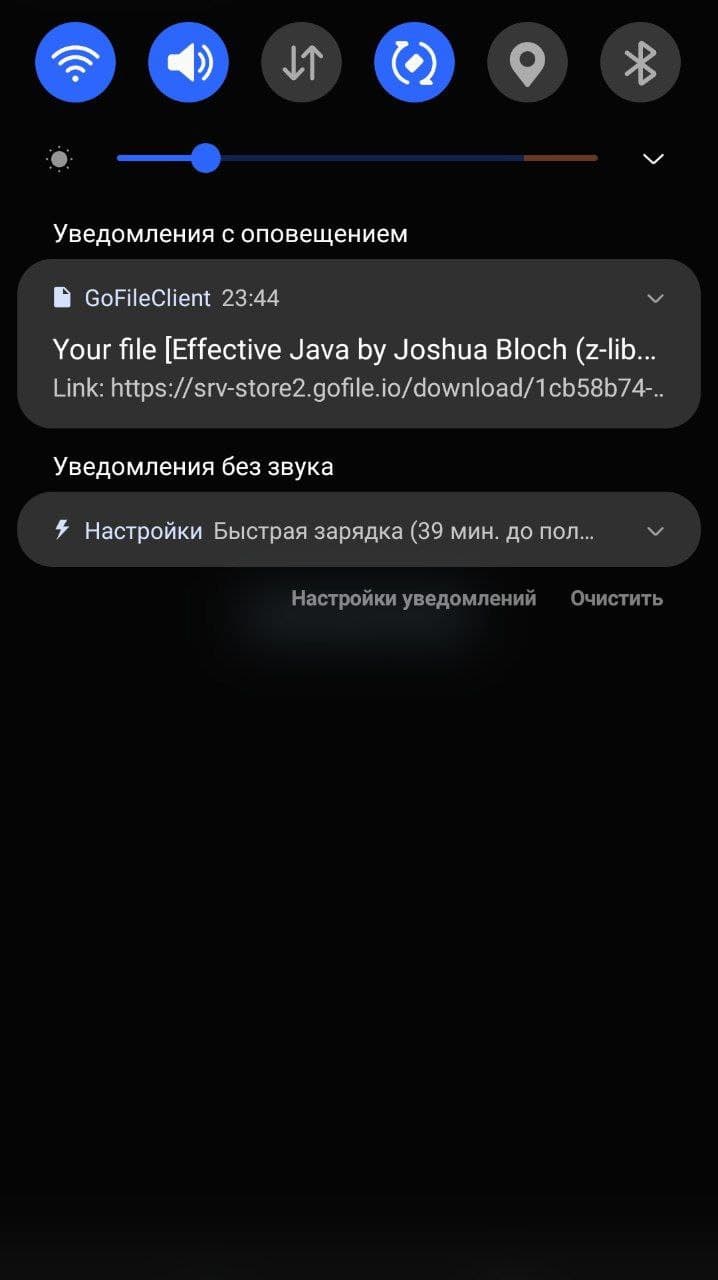 Уведомления с оповещением
GoFileClient 23:44
Your file [Effective Java by Joshua Bloch (z-lib...
Link: https://srv-store2.gofile.io/download/1cb58b74-..
Уведомления без звука
Настройки Быстрая зарядка (39 мин. до пол...
Настройки уведомлений Очистить